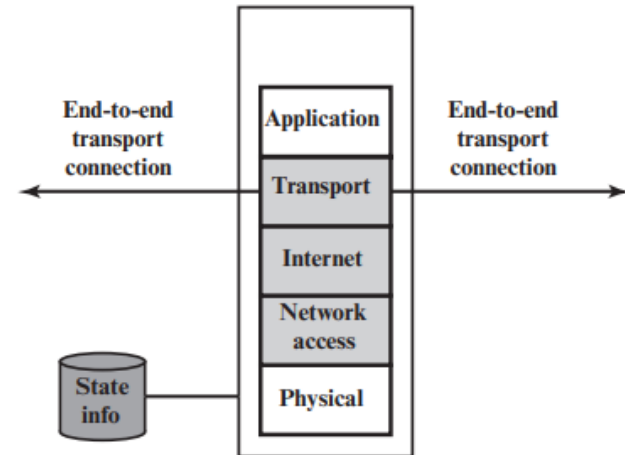 End-to-end
transport
connection
Application
Transport
Internet
Network
access
Physical
End-to-end
transport
connection
State
info